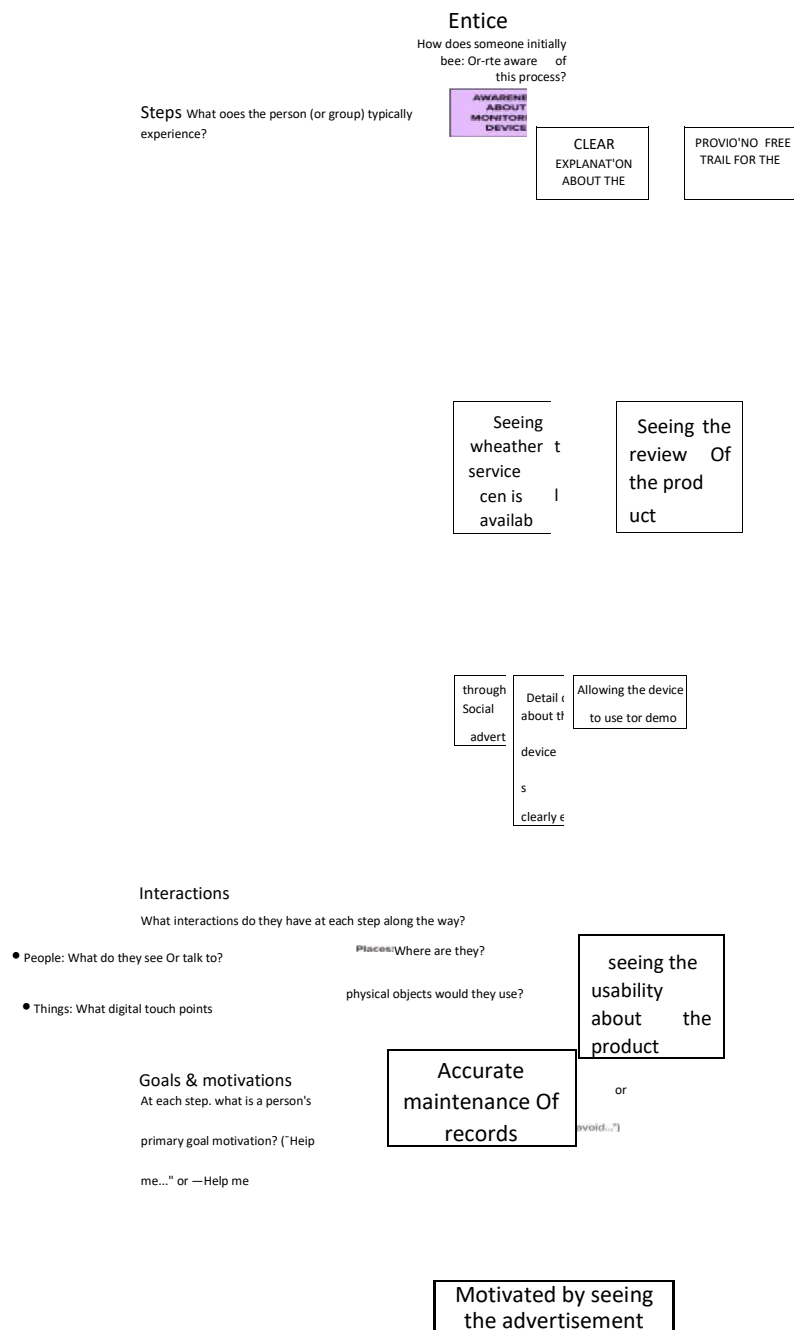 Entice
How does someone initially
bee: Or-rte aware of
this process?
Steps What ooes the person (or group) typically
experience?
AWARENE
ABOUT
MONITORI
DEVICE
CLEAR
EXPLANAT'ON
ABOUT THE
PROVIO'NO FREE
TRAIL FOR THE
Seeing
wheather t
service
cen is l
availab
Seeing the
review Of
the prod
uct
through
Social
advert
Detail
about th
device
s
clearly e
Allowing the device
to use tor demo
Interactions
What interactions do they have at each step along the way?
• People: What do they see Or talk to?
Places: Where are they?
• Things: What digital touch points
physical objects would they use?
seeing the
usability
about the
product
Goals & motivations
At each step. what is a person's
primary goal motivation? (˜Heip
me..." or —Help me
Accurate
maintenance Of
records
or
avoid...")
Motivated by seeing
the advertisement